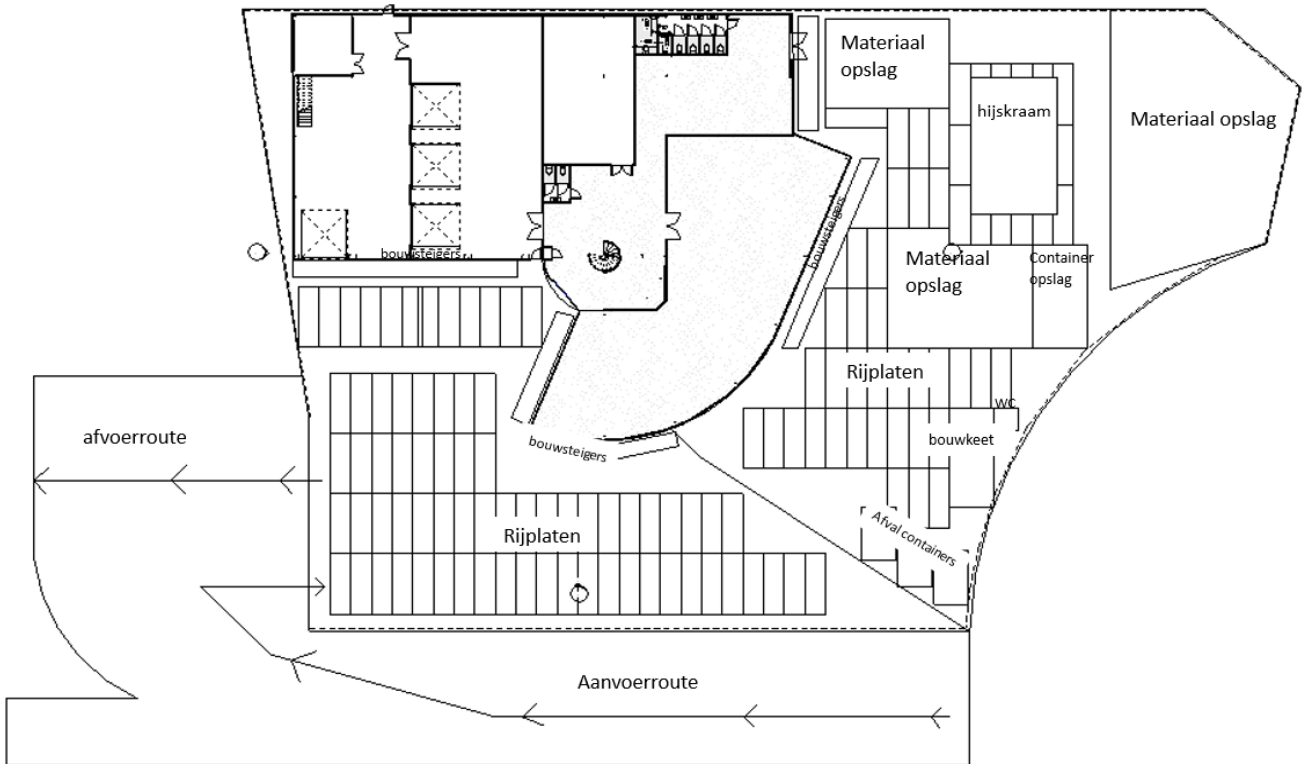 Materiaal
opslag
hijskraam
Materiaal opslag
bouwsteigers
bouwsteigers
Materiaal
opslag
Container
opslag
Rijplaten
WC
afvoerroute
bouwsteigers
bouwkeet
Rijplaten
Afval containers
Aanvoerroute